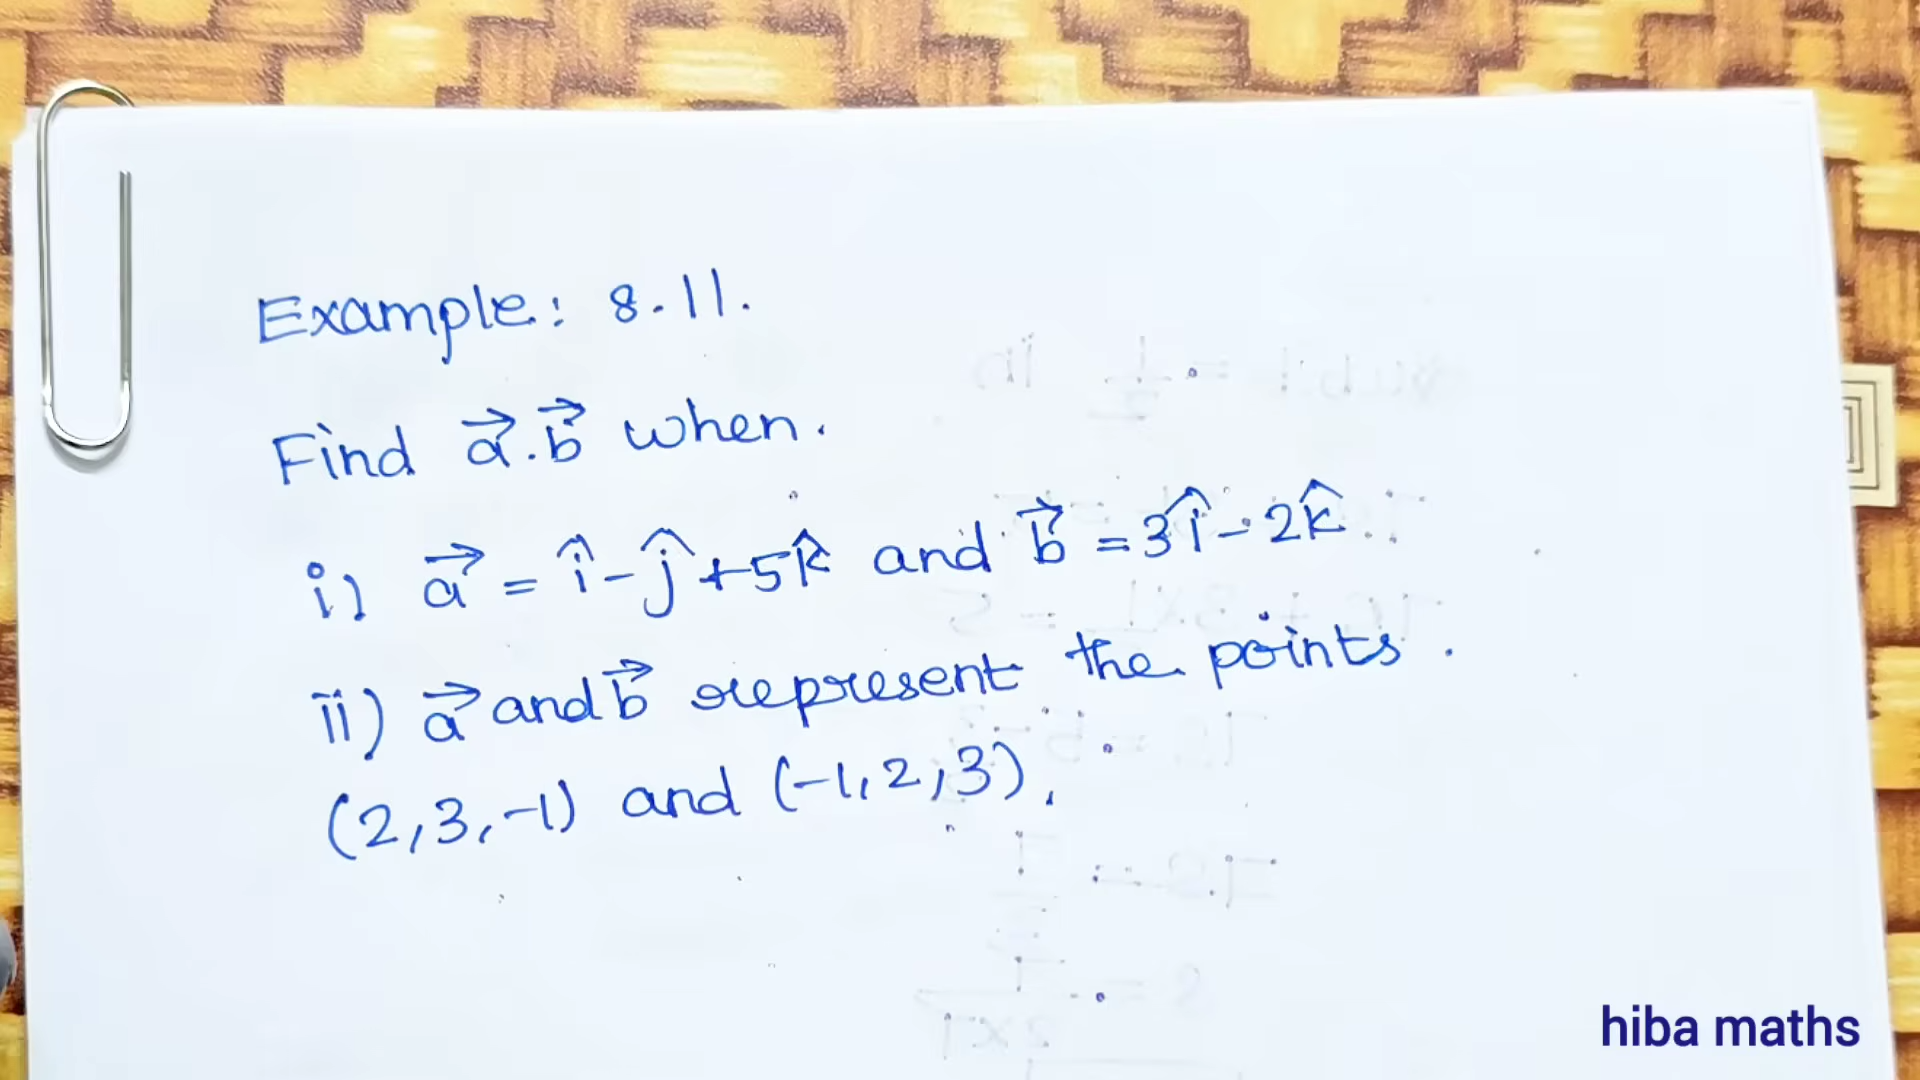 Example: 8.11.
Find a⃗.b⃗ when.
i) a⃗ = î - ĵ + 5k̂ and b⃗ = 3î - 2k̂.
ii) a⃗ and b⃗ represent the points.
(2,3,-1) and (-1,2,3).
hiba maths